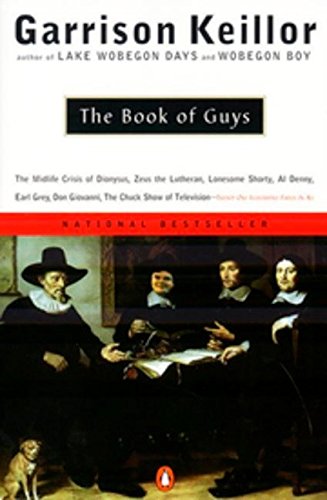 Garrison Keillor
author of LAKE WOBEGON DAYS and WOBEGON BOY
The Book of Guys
The Midlife Crisis of Dionysus, Zeus the Lutheran, Lonesome Shorty, Al Denny,
Earl Grey, Don Giovanni, The Chuck Show of Television—
NATIONAL BESTSELLER